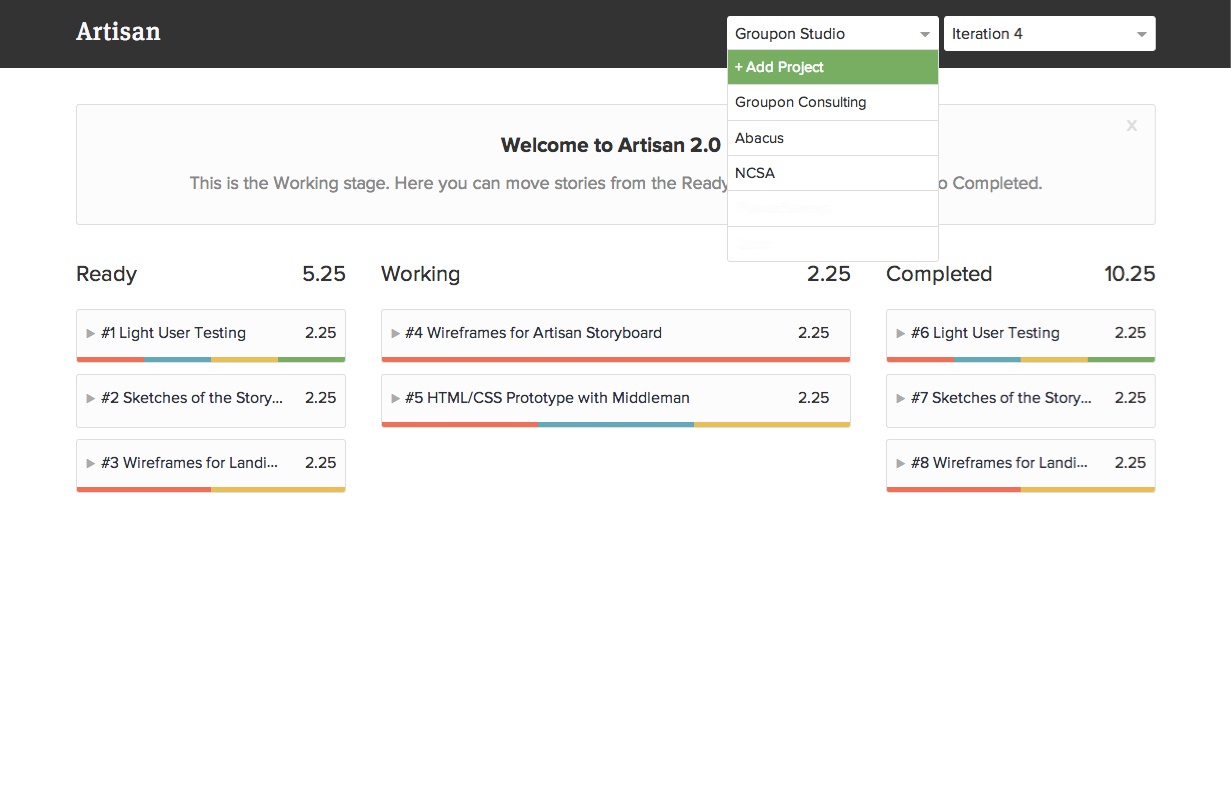 Artisan
Groupon Studio
Iteration 4
+ Add Project
Groupon Consulting
Abacus
NCSA
x
Welcome to Artisan 2.0
This is the Working stage. Here you can move stories from the Ready
o Completed.
Ready 5.25
#1 Light User Testing 2.25
#2 Sketches of the Story... 2.25
#3 Wireframes for Landi... 2.25
Working 2.25
#4 Wireframes for Artisan Storyboard 2.25
#5 HTML/CSS Prototype with Middleman 2.25
Completed 10.25
#6 Light User Testing 2.25
#7 Sketches of the Story... 2.25
#8 Wireframes for Landi... 2.25